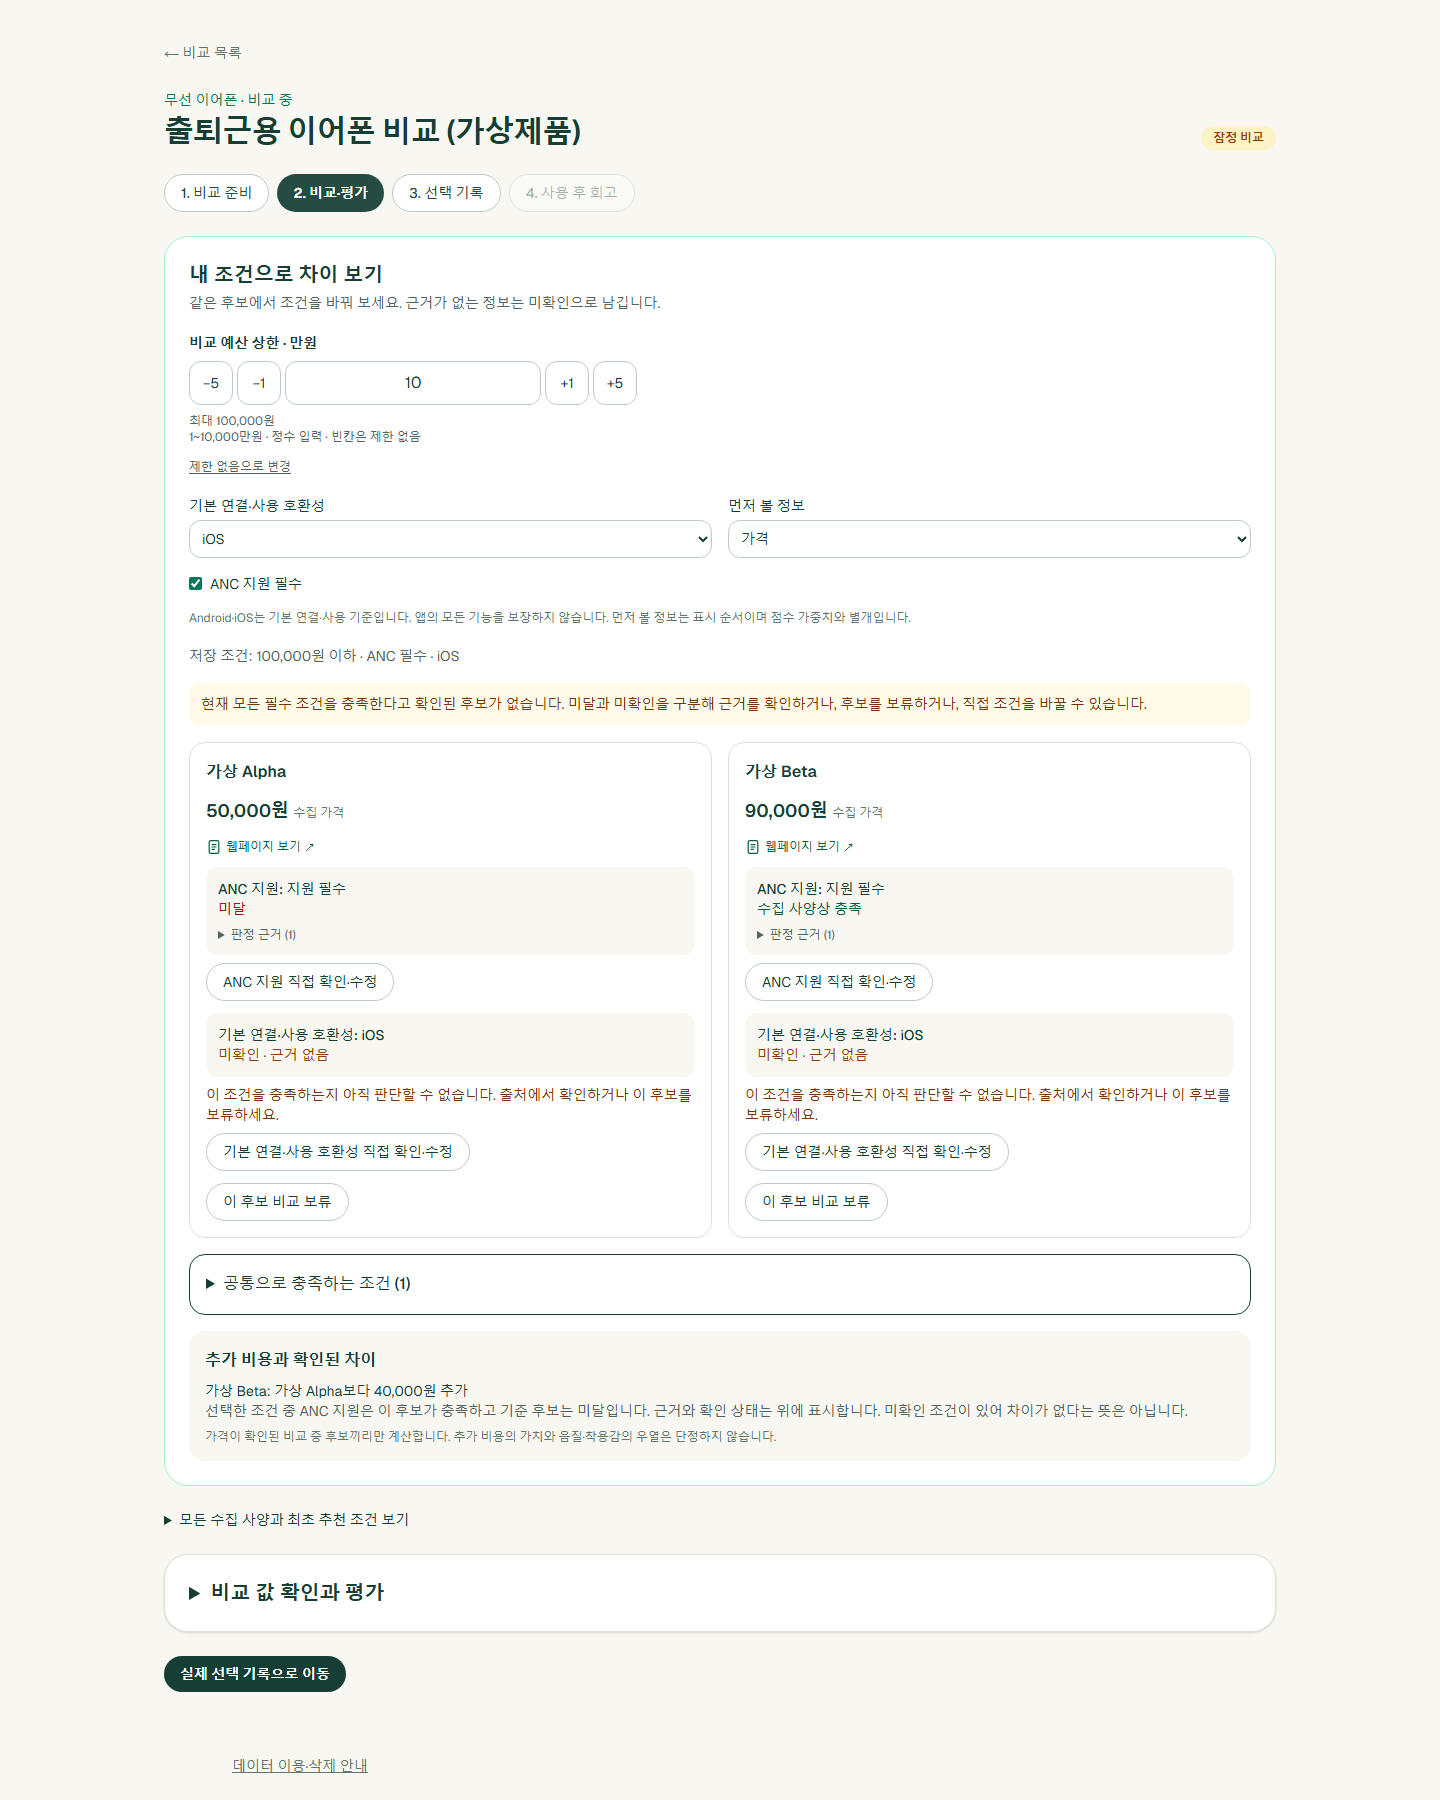 ← 비교 목록
무선 이어폰 · 비교 중
출퇴근용 이어폰 비교 (가상제품)
잠정 비교
1. 비교 준비
2. 비교·평가
3. 선택 기록
4. 사용 후 회고
내 조건으로 차이 보기
같은 후보에서 조건을 바꿔 보세요. 근거가 없는 정보는 미확인으로 남깁니다.
비교 예산 상한 · 만원
−5
−1
10
+1
+5
최대 100,000원
1~10,000만원 · 정수 입력 · 빈칸은 제한 없음
제한 없음으로 변경
기본 연결·사용 호환성
먼저 볼 정보
iOS
가격
ANC 지원 필수
Android·iOS는 기본 연결·사용 기준입니다. 앱의 모든 기능을 보장하지 않습니다. 먼저 볼 정보는 표시 순서이며 점수 가중치와 별개입니다.
저장 조건: 100,000원 이하 · ANC 필수 · iOS
현재 모든 필수 조건을 충족한다고 확인된 후보가 없습니다. 미달과 미확인을 구분해 근거를 확인하거나, 후보를 보류하거나, 직접 조건을 바꿀 수 있습니다.
가상 Alpha
50,000원 수집 가격
웹페이지 보기 ↗
ANC 지원: 지원 필수
미달
▶ 판정 근거 (1)
ANC 지원 직접 확인·수정
기본 연결·사용 호환성: iOS
미확인 · 근거 없음
이 조건을 충족하는지 아직 판단할 수 없습니다. 출처에서 확인하거나 이 후보를
보류하세요.
기본 연결·사용 호환성 직접 확인·수정
이 후보 비교 보류
가상 Beta
90,000원 수집 가격
웹페이지 보기 ↗
ANC 지원: 지원 필수
수집 사양상 충족
▶ 판정 근거 (1)
ANC 지원 직접 확인·수정
기본 연결·사용 호환성: iOS
미확인 · 근거 없음
이 조건을 충족하는지 아직 판단할 수 없습니다. 출처에서 확인하거나 이 후보를
보류하세요.
기본 연결·사용 호환성 직접 확인·수정
이 후보 비교 보류
▶ 공통으로 충족하는 조건 (1)
추가 비용과 확인된 차이
가상 Beta: 가상 Alpha보다 40,000원 추가
선택한 조건 중 ANC 지원은 이 후보가 충족하고 기준 후보는 미달입니다. 근거와 확인 상태는 위에 표시합니다. 미확인 조건이 있어 차이가 없다는 뜻은 아닙니다.
가격이 확인된 비교 중 후보끼리만 계산합니다. 추가 비용의 가치와 음질·착용감의 우열은 단정하지 않습니다.
▶ 모든 수집 사양과 최초 추천 조건 보기
▶ 비교 값 확인과 평가
실제 선택 기록으로 이동
데이터 이용·삭제 안내